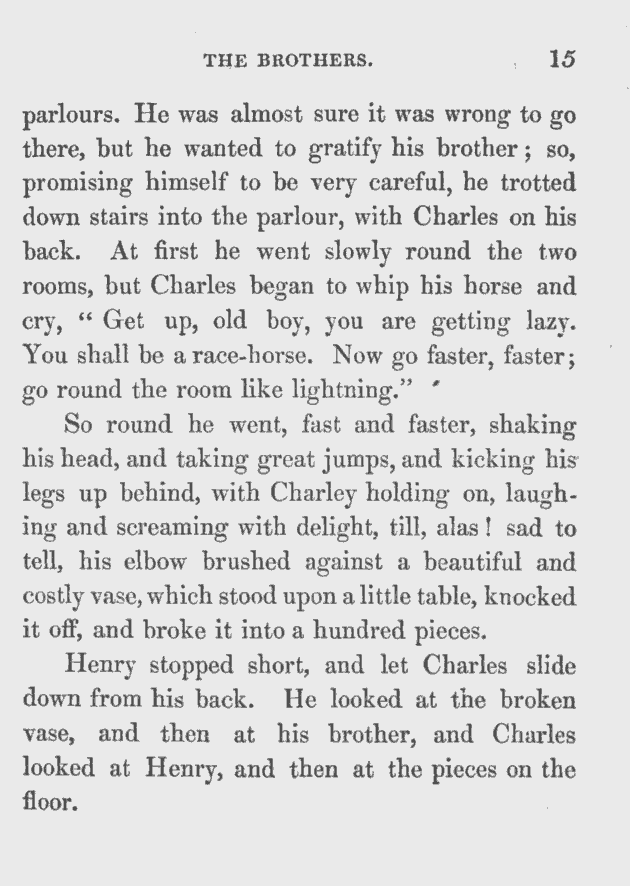 THE BROTHERS. 15
parlours. He was almost sure it was wrong to go
there, but he wanted to gratify his brother; so,
promising himself to be very careful, he trotted
down stairs into the parlour, with Charles on his
back. At first he went slowly round the two
rooms, but Charles began to whip his horse and
cry, “ Get up, old boy, you are getting lazy.
You shall be a race-horse. Now go faster, faster;
go round the room like lightning.”
So round he went, fast and faster, shaking
his head, and taking great jumps, and kicking his
legs up behind, with Charley holding on, laugh-
ing and screaming with delight, till, alas! sad to
tell, his elbow brushed against a beautiful and
costly vase, which stood upon a little table, knocked
it off, and broke it into a hundred pieces.
Henry stopped short, and let Charles slide
down from his back. He looked at the broken
vase, and then at his brother, and Charles
looked at Henry, and then at the pieces on the
floor.